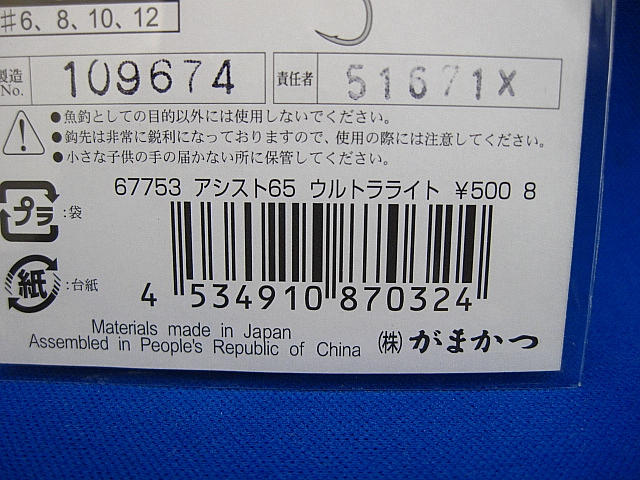 #6、8、10、12
製造No. 109674 責任者 51671X
●魚釣としての目的以外には使用しないでください。
●鈎先は非常に鋭利になっておりますので、使用の際には注意してください。
●小さな子供の手の届かない所に保管してください。
67753 アシスト65 ウルトラライト ¥500 8
プラ :袋
紙 :台紙
4 534910 870324
Materials made in Japan
Assembled in People's Republic of China
(株)がまかつ